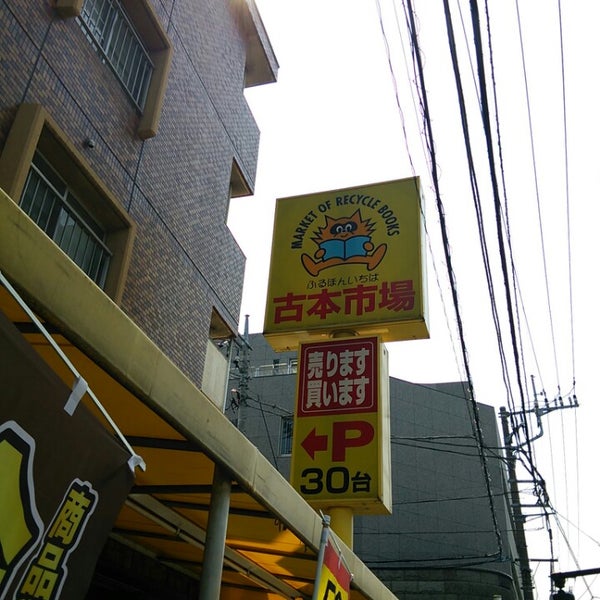 MARKET OF RECYCLE BOOKS
ふるほんいちば
古本市場
売ります
買います
←P
30台
商品